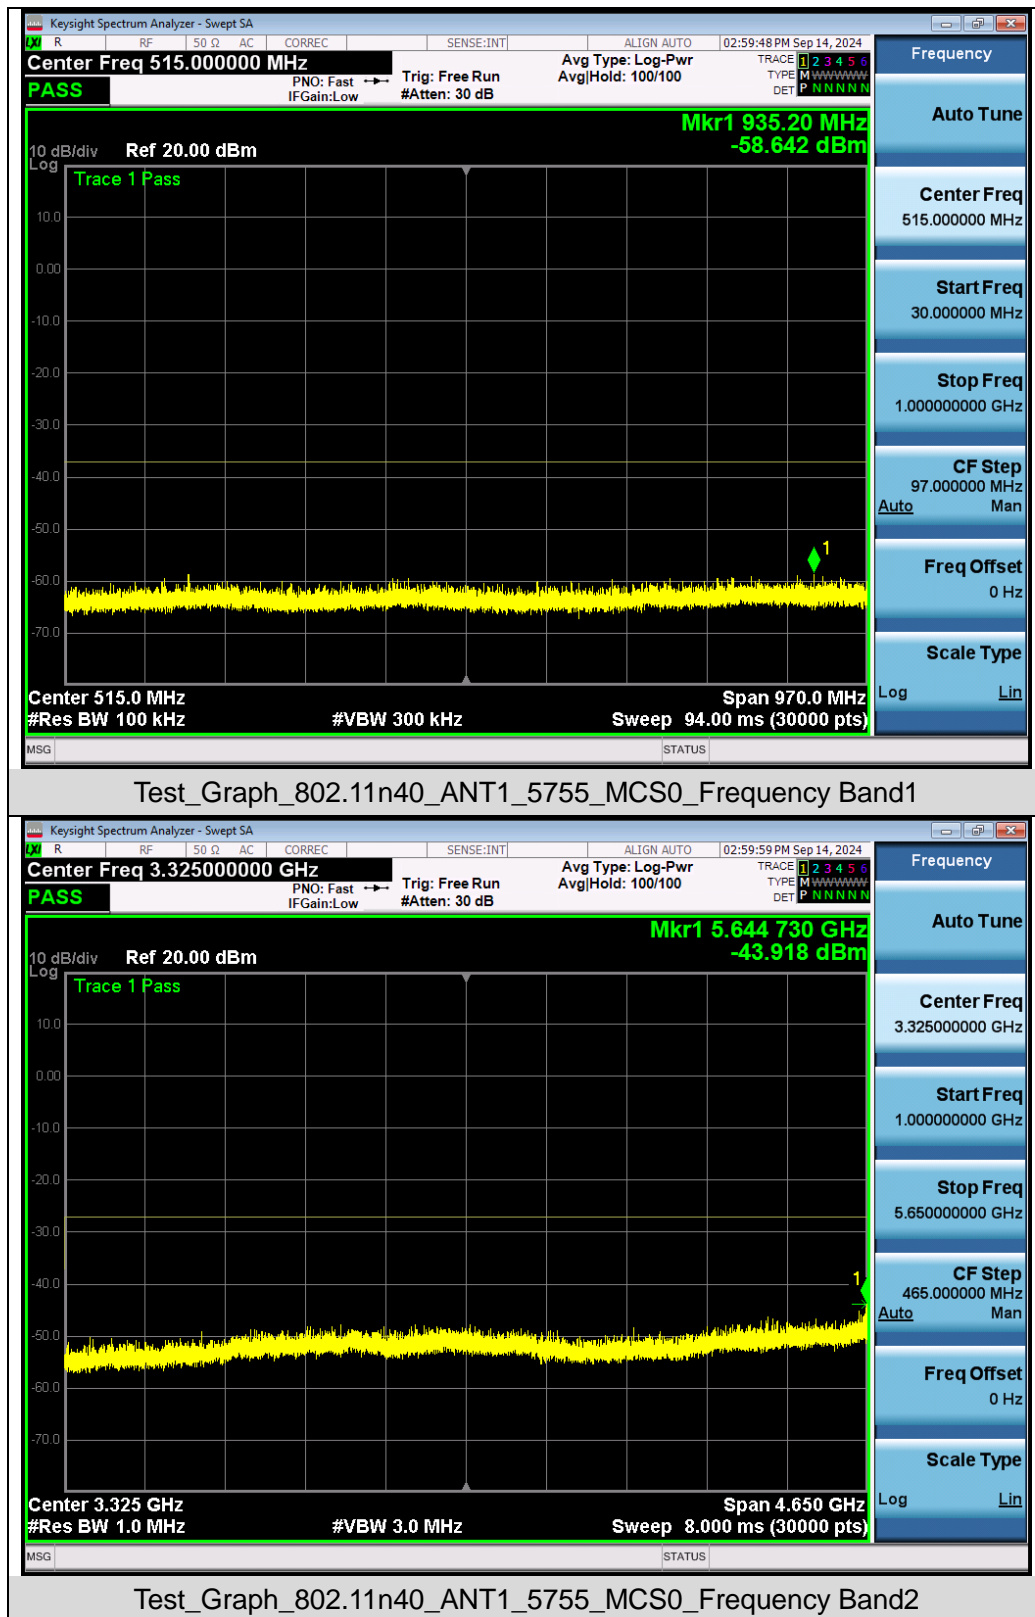 Keysight Spectrum Analyzer - Swept SA
LXI R RF 50 Ω AC CORREC SENSE:INT ALIGN AUTO 02:59:48 PM Sep 14, 2024
Center Freq 515.000000 MHz
PASS
PNO: Fast
IFGain:Low
Trig: Free Run
#Atten: 30 dB
Avg Type: Log-Pwr
Avg|Hold: 100/100
TRACE 1 2 3 4 5 6
TYPE M WWWWW
DET P N N N N N
Mkr1 935.20 MHz
-58.642 dBm
10 dB/div Ref 20.00 dBm
Log
Trace 1 Pass
10.0
0.00
-10.0
-20.0
-30.0
-40.0
-50.0
-60.0
-70.0
1
Center 515.0 MHz Span 970.0 MHz
#Res BW 100 kHz #VBW 300 kHz Sweep 94.00 ms (30000 pts)
MSG STATUS
Frequency
Auto Tune
Center Freq
515.000000 MHz
Start Freq
30.000000 MHz
Stop Freq
1.000000000 GHz
CF Step
97.000000 MHz
Auto Man
Freq Offset
0 Hz
Scale Type
Log Lin
Test_Graph_802.11n40_ANT1_5755_MCS0_Frequency Band1
Keysight Spectrum Analyzer - Swept SA
LXI R RF 50 Ω AC CORREC SENSE:INT ALIGN AUTO 02:59:59 PM Sep 14, 2024
Center Freq 3.325000000 GHz
PASS
PNO: Fast
IFGain:Low
Trig: Free Run
#Atten: 30 dB
Avg Type: Log-Pwr
Avg|Hold: 100/100
TRACE 1 2 3 4 5 6
TYPE M WWWWW
DET P N N N N N
Mkr1 5.644 730 GHz
-43.918 dBm
10 dB/div Ref 20.00 dBm
Log
Trace 1 Pass
10.0
0.00
-10.0
-20.0
-30.0
-40.0
-50.0
-60.0
-70.0
1
Center 3.325 GHz Span 4.650 GHz
#Res BW 1.0 MHz #VBW 3.0 MHz Sweep 8.000 ms (30000 pts)
MSG STATUS
Frequency
Auto Tune
Center Freq
3.325000000 GHz
Start Freq
1.000000000 GHz
Stop Freq
5.650000000 GHz
CF Step
465.000000 MHz
Auto Man
Freq Offset
0 Hz
Scale Type
Log Lin
Test_Graph_802.11n40_ANT1_5755_MCS0_Frequency Band2